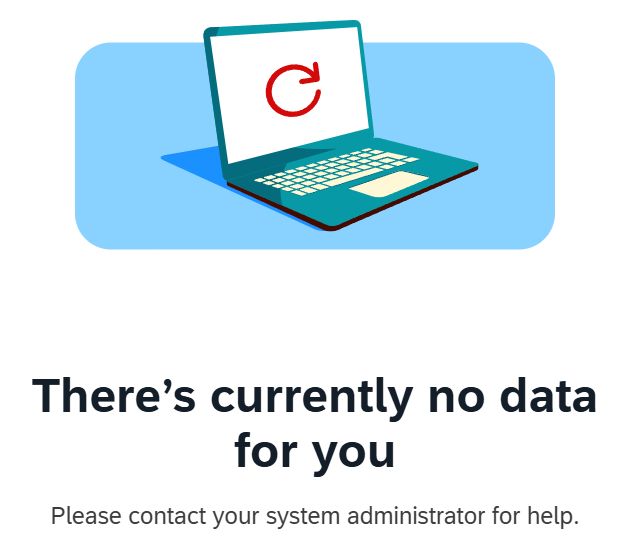 There’s currently no data
for you
Please contact your system administrator for help.